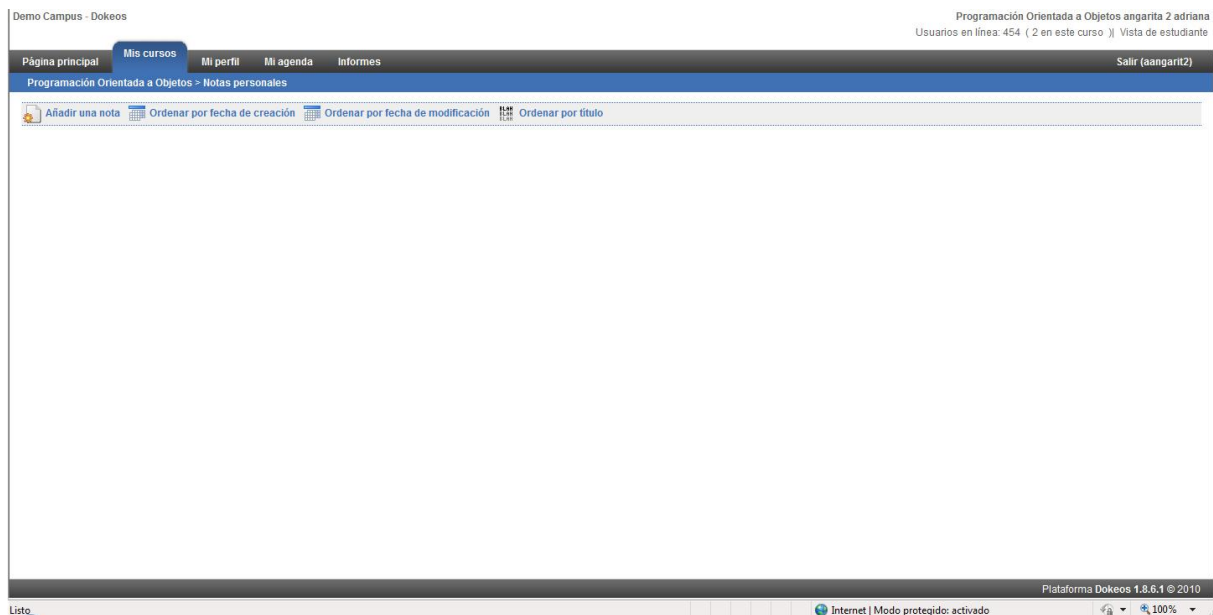 Demo Campus - Dokeos
Programación Orientada a Objetos angarita 2 adriana
Usuarios en línea: 454 ( 2 en este curso )| Vista de estudiante
Página principal Mis cursos Mi perfil Mi agenda Informes Salir (aangarit2)
Programación Orientada a Objetos > Notas personales
Añadir una nota Ordenar por fecha de creación Ordenar por fecha de modificación Ordenar por título
Plataforma Dokeos 1.8.6.1 © 2010
Listo Internet | Modo protegido: activado 100%